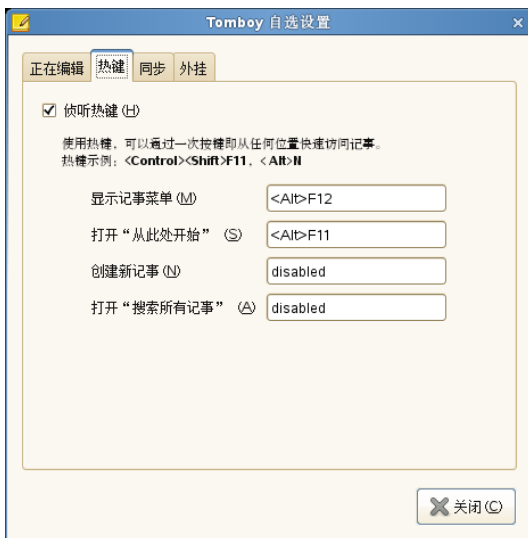 Tomboy 自选设置
正在编辑 热键 同步 外挂
侦听热键(H)
使用热键，可以通过一次按键即从任何位置快速访问记事。
热键示例：<Control><Shift>F11，<Alt>N
显示记事菜单(M) <Alt>F12
打开“从此处开始” (S) <Alt>F11
创建新记事(N) disabled
打开“搜索所有记事” (A) disabled
关闭(C)